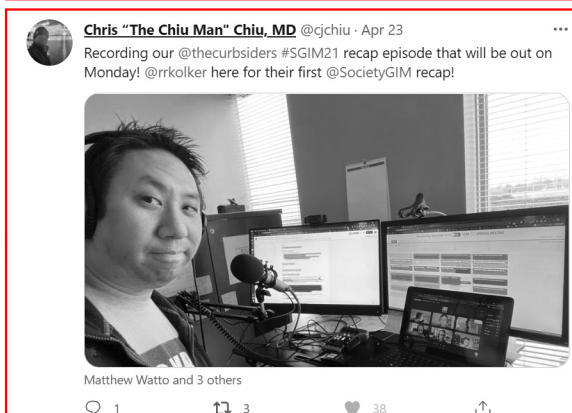 Chris “The Chiu Man" Chiu, MD @cjchiu · Apr 23
Recording our @thecurbsiders #SGIM21 recap episode that will be out on
Monday! @rrkolker here for their first @SocietyGIM recap!
Matthew Watto and 3 others
1 3 38